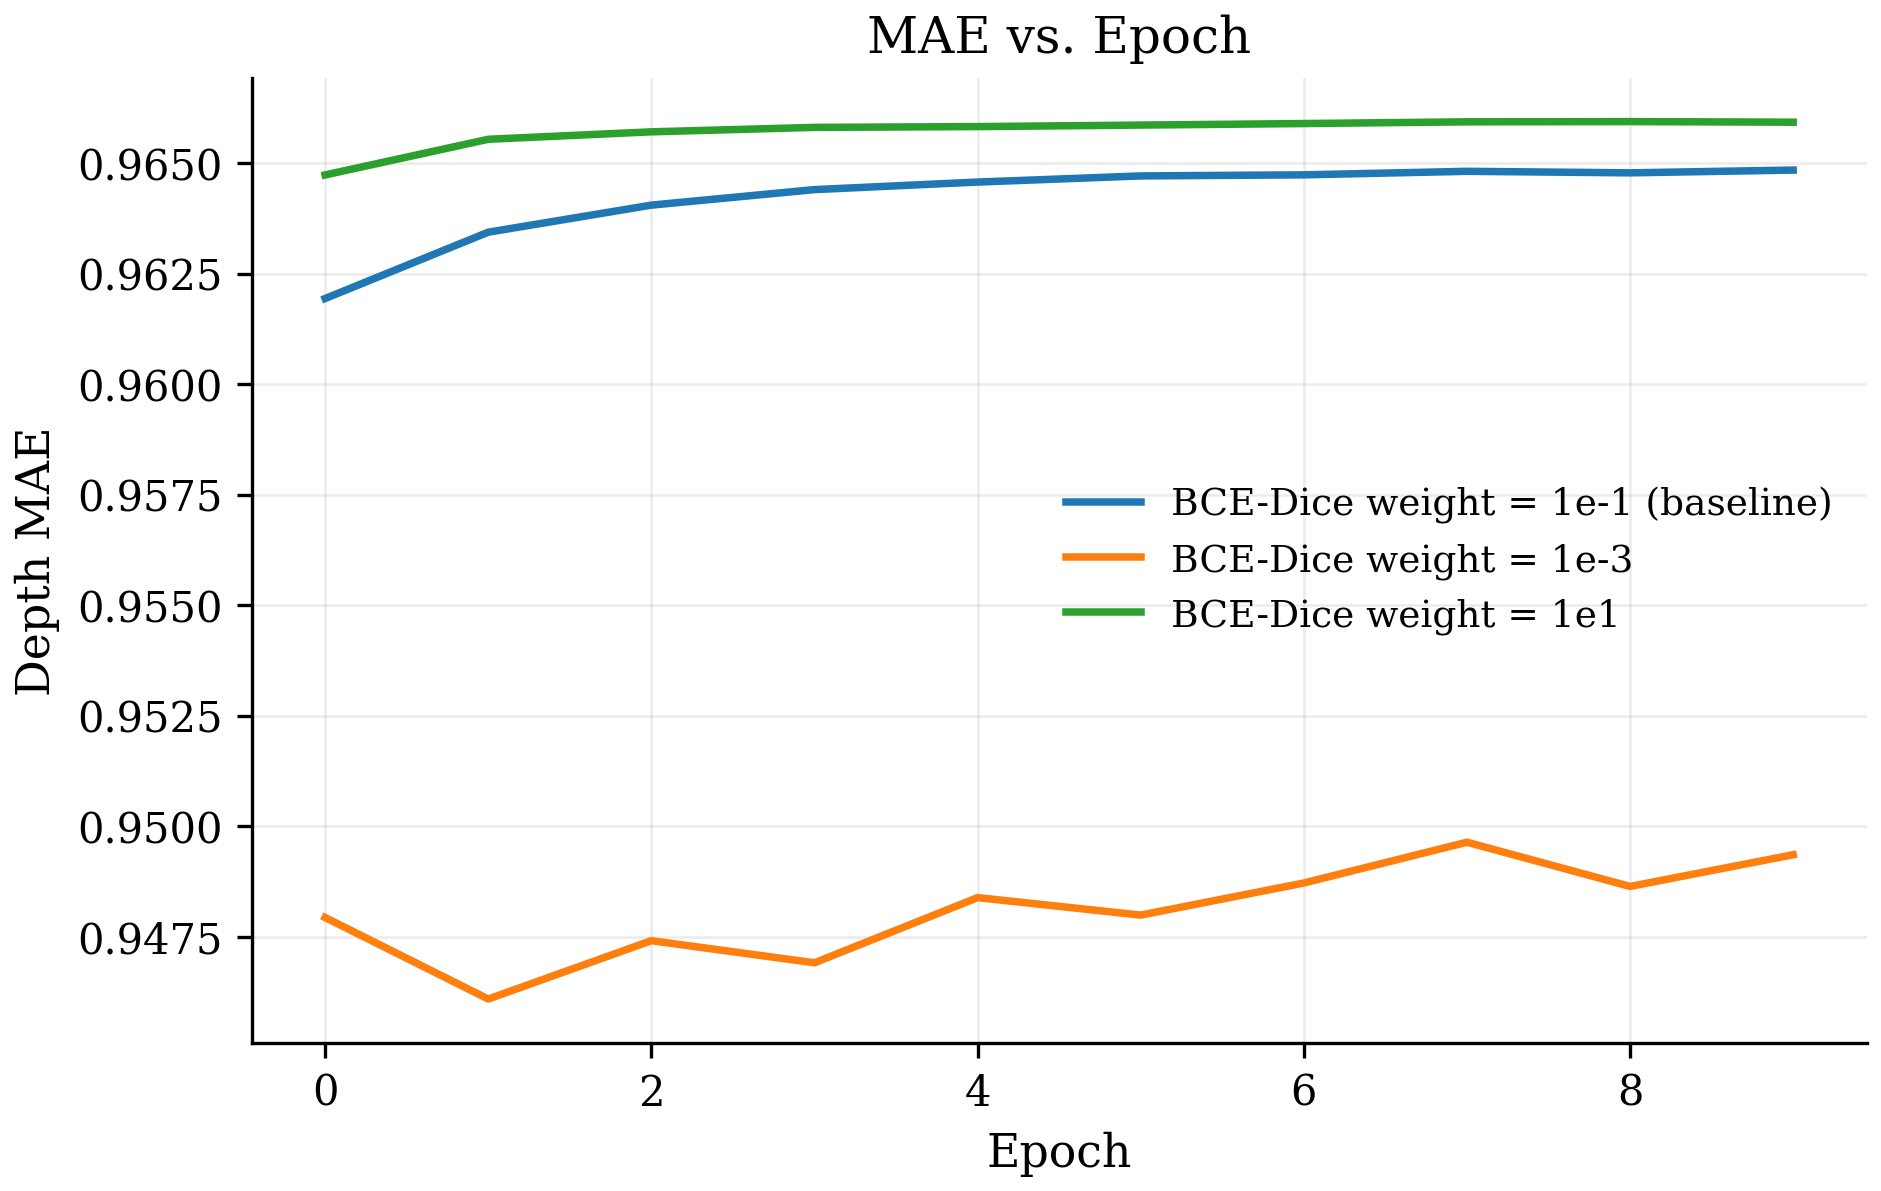 MAE vs. Epoch
Depth MAE
0.9650
0.9625
0.9600
0.9575
0.9550
0.9525
0.9500
0.9475
BCE-Dice weight = 1e-1 (baseline)
BCE-Dice weight = 1e-3
BCE-Dice weight = 1e1
0 2 4 6 8
Epoch